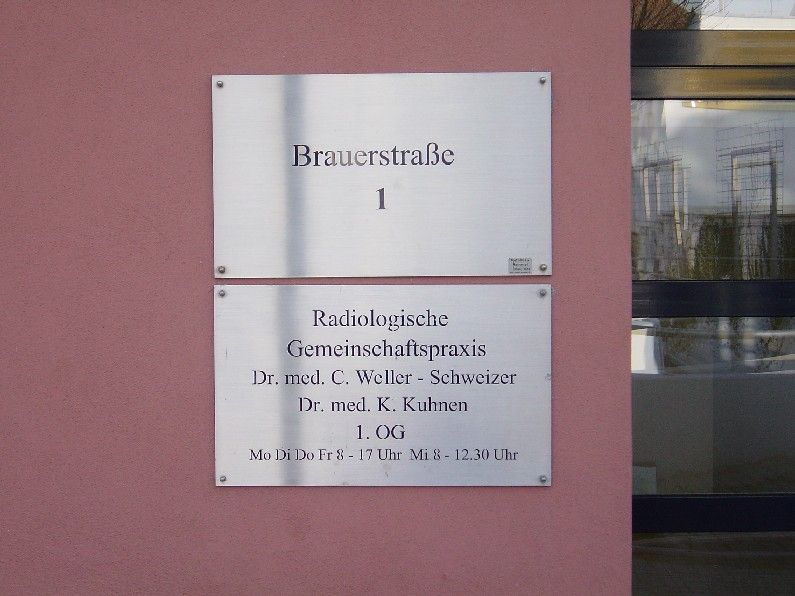 Brauerstraße
1
Radiologische
Gemeinschaftspraxis
Dr. med. C. Weller - Schweizer
Dr. med. K. Kuhnen
1. OG
Mo Di Do Fr 8 - 17 Uhr Mi 8 - 12.30 Uhr